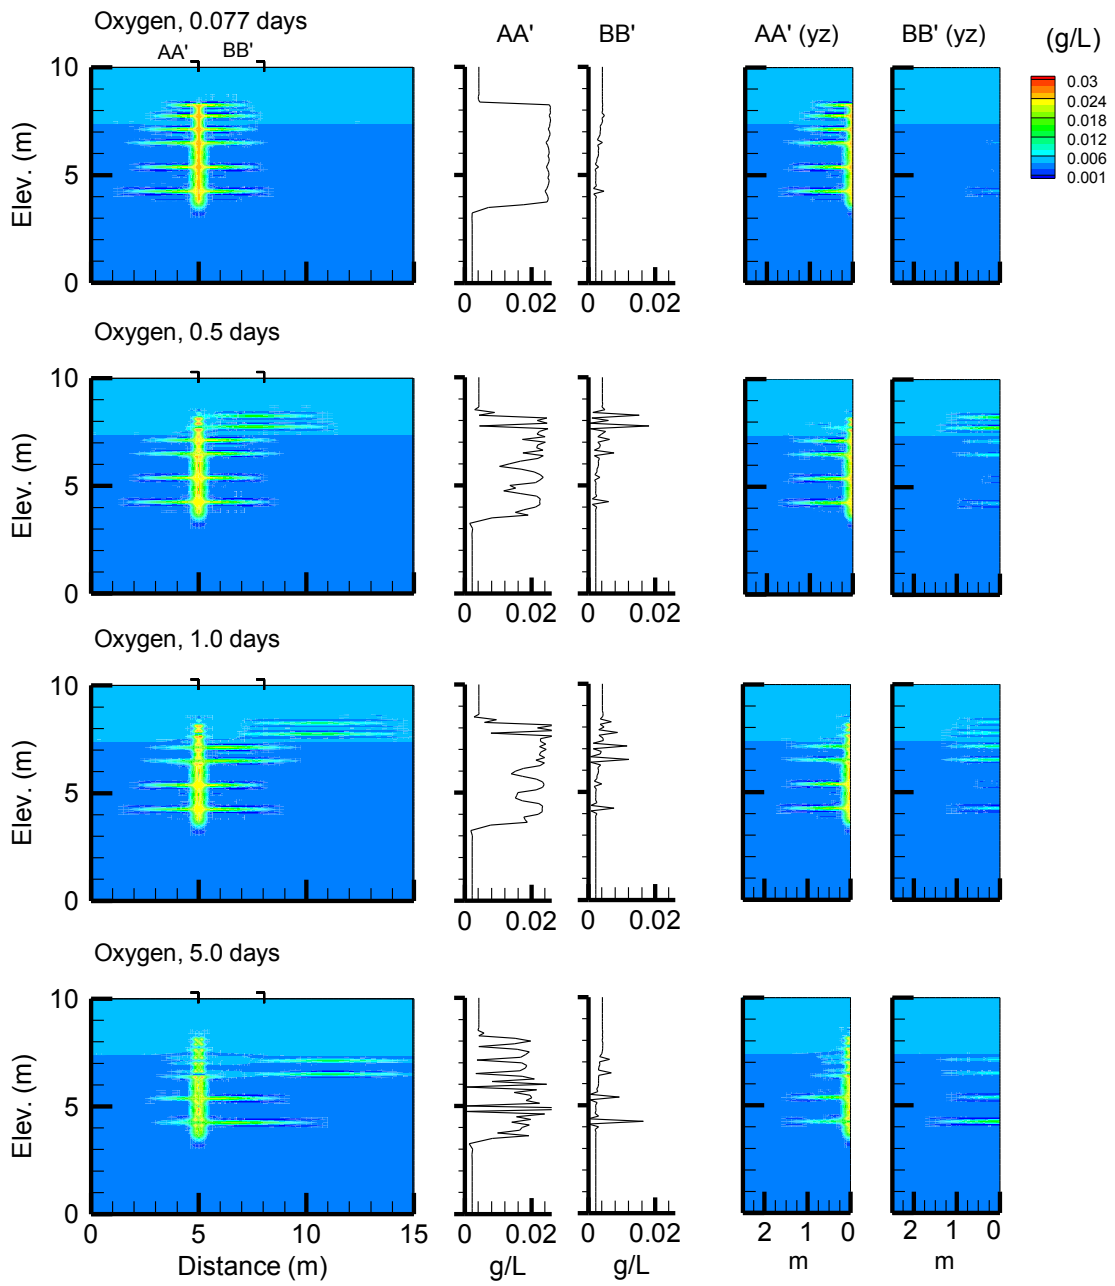 Oxygen, 0.077 days
AA' BB'
AA' BB' AA' (yz) BB' (yz) (g/L)
0.03
0.024
0.018
0.012
0.006
0.001
10
5
0
Elev. (m)
0 0.02 0 0.02
Oxygen, 0.5 days
10
5
0
Elev. (m)
0 0.02 0 0.02
Oxygen, 1.0 days
10
5
0
Elev. (m)
0 0.02 0 0.02
Oxygen, 5.0 days
10
5
0
Elev. (m)
0 5 10 15 0 0.02 0 0.02 2 1 0 2 1 0
Distance (m) g/L g/L m m